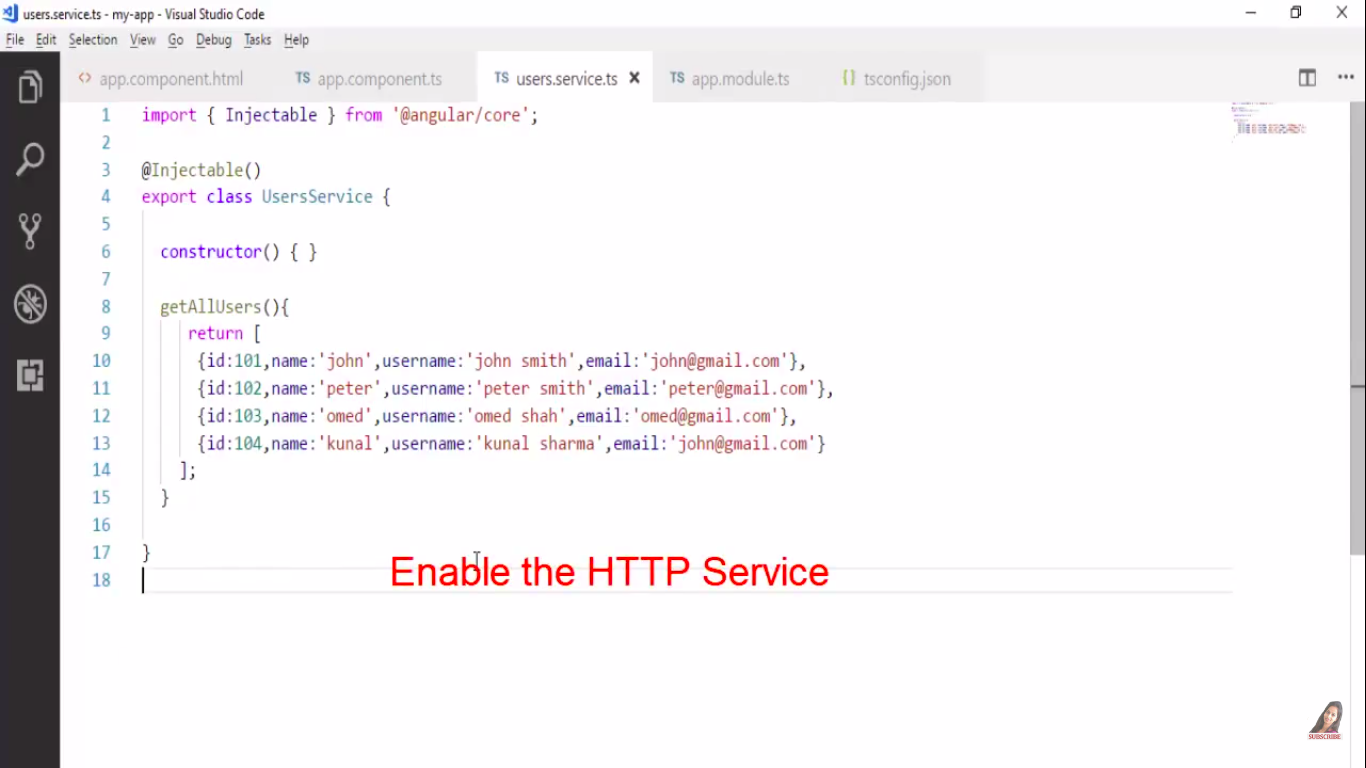 users.service.ts - my-app - Visual Studio Code
File Edit Selection View Go Debug Tasks Help
<> app.component.html TS app.component.ts TS users.service.ts × TS app.module.ts {} tsconfig.json ···
1 import { Injectable } from '@angular/core';
2
3 @Injectable()
4 export class UsersService {
5
6 constructor() { }
7
8 getAllUsers(){
9 return [
10 {id:101,name:'john',username:'john smith',email:'john@gmail.com'},
11 {id:102,name:'peter',username:'peter smith',email:'peter@gmail.com'},
12 {id:103,name:'omed',username:'omed shah',email:'omed@gmail.com'},
13 {id:104,name:'kunal',username:'kunal sharma',email:'john@gmail.com'}
14 ];
15 }
16
17 }
18
Enable the HTTP Service
SUBSCRIBE